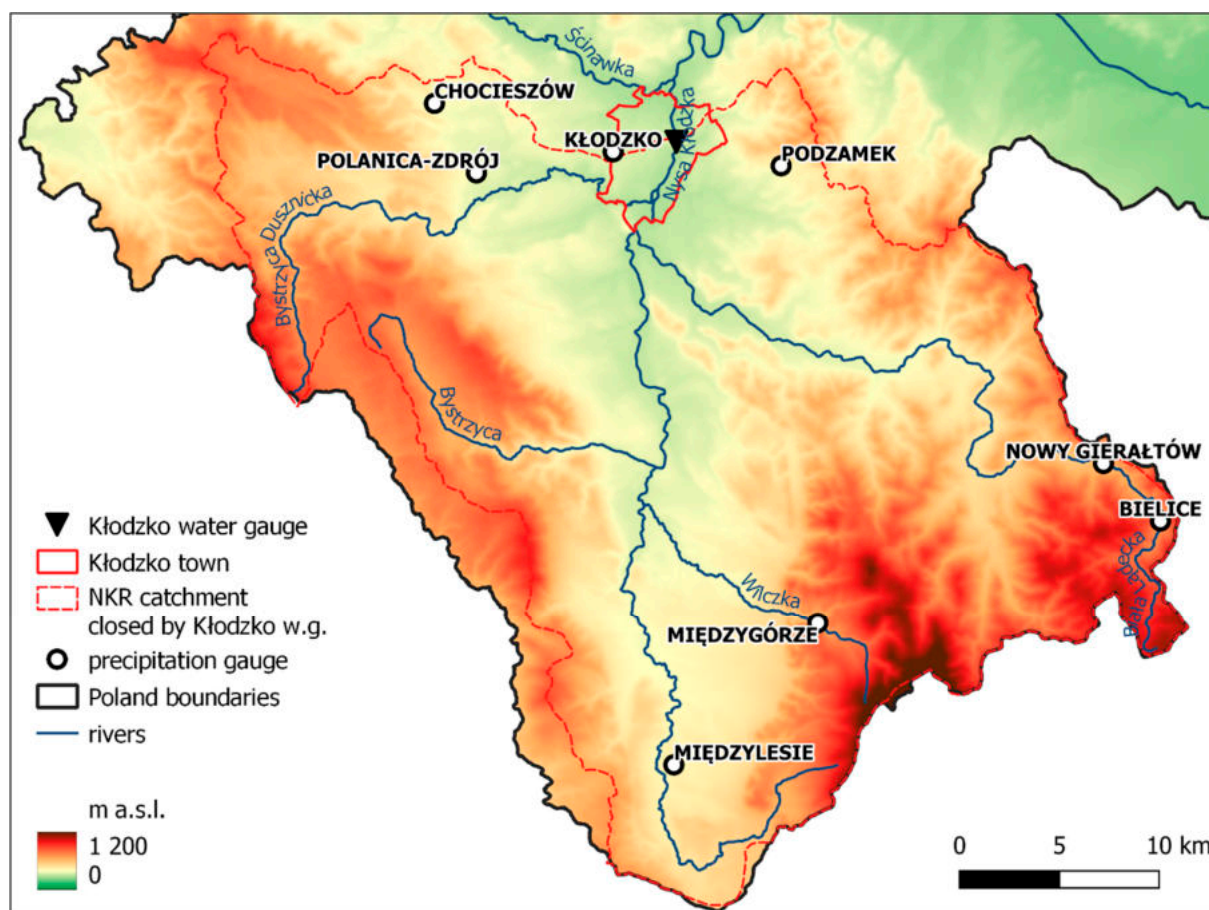 Ścinawka
CHOCIESZÓW
KŁODZKO
Nysa Kłodzka
PODZAMEK
POLANICA-ZDRÓJ
Bystrzyca Dusznicka
Bystrzyca
NOWY GIERAŁTÓW
BIELICE
Biała Lądecka
Wilczka
MIĘDZYGÓRZE
MIĘDZYLESIE
Kłodzko water gauge
Kłodzko town
NKR catchment
closed by Kłodzko w.g.
precipitation gauge
Poland boundaries
rivers
m a.s.l.
1 200
0
0 5 10 km